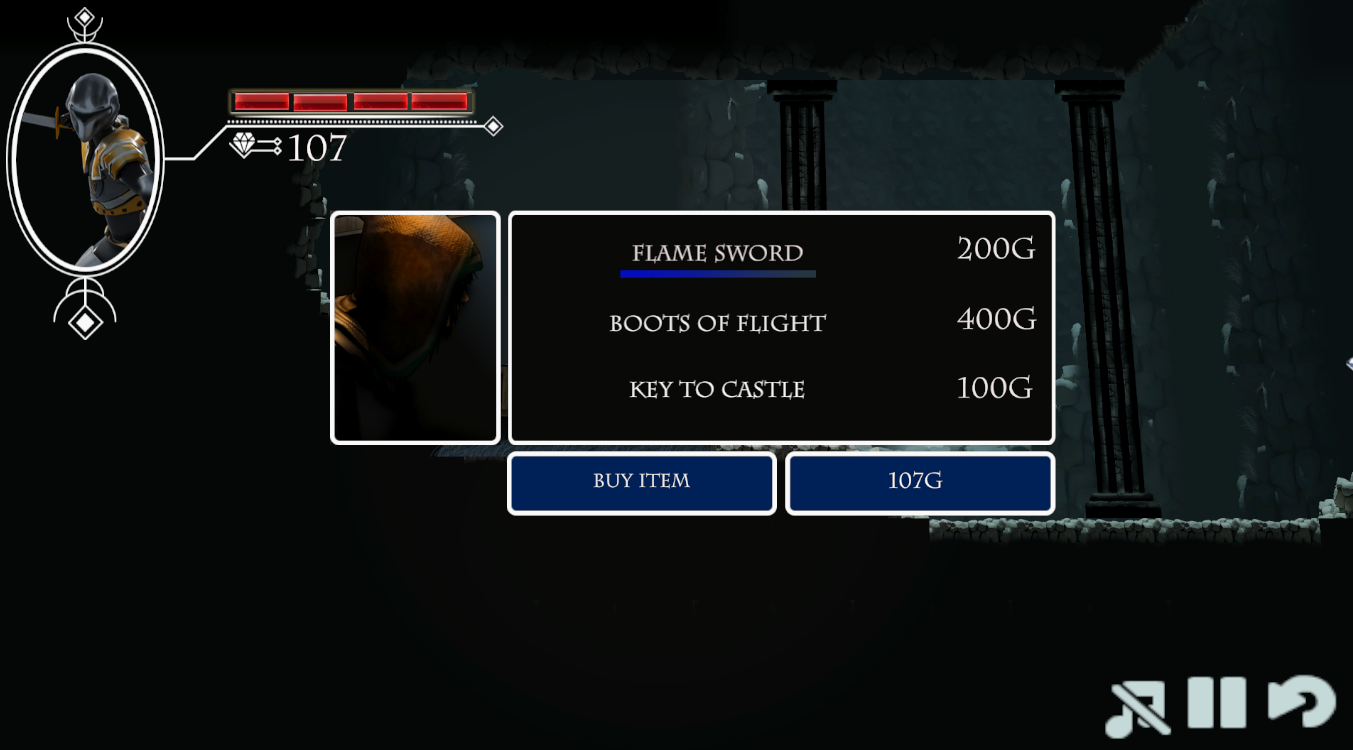 107
FLAME SWORD 200G
BOOTS OF FLIGHT 400G
KEY TO CASTLE 100G
BUY ITEM 107G